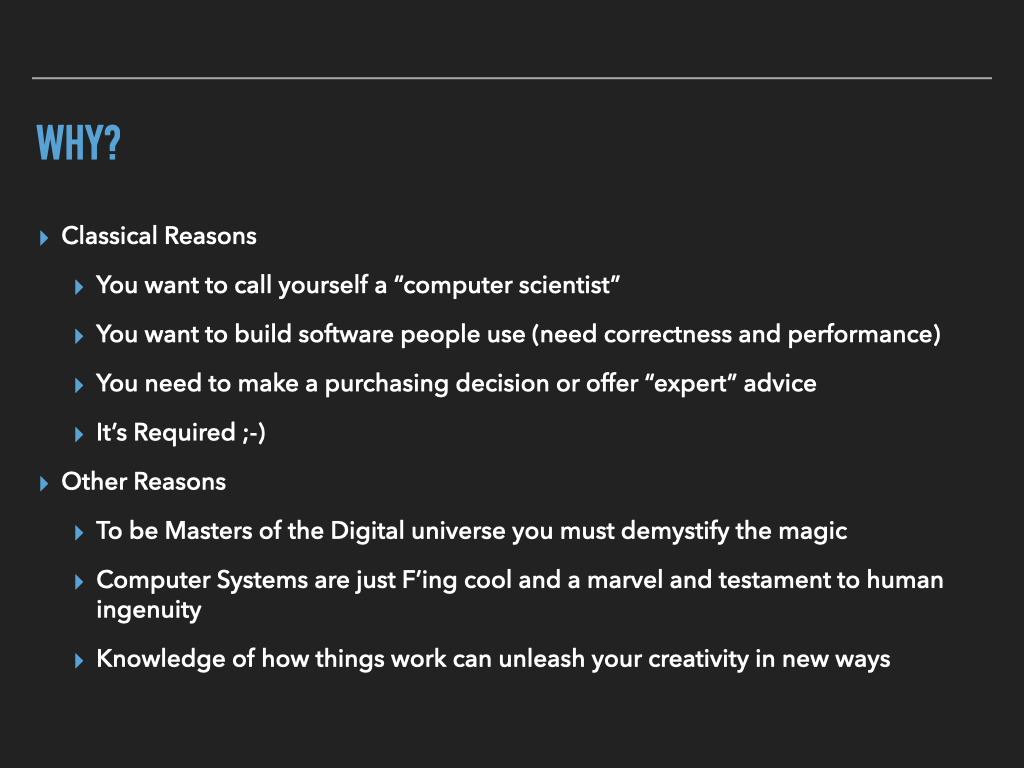 WHY?
Classical Reasons
You want to call yourself a “computer scientist”
You want to build software people use (need correctness and performance)
You need to make a purchasing decision or offer “expert” advice
It’s Required ;-)
Other Reasons
To be Masters of the Digital universe you must demystify the magic
Computer Systems are just F’ing cool and a marvel and testament to human
ingenuity
Knowledge of how things work can unleash your creativity in new ways